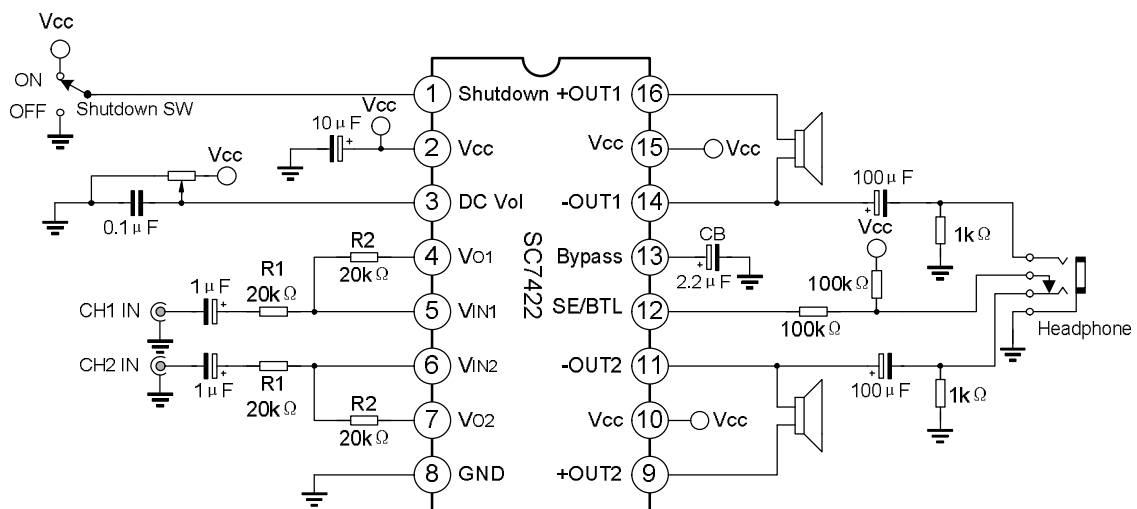 Vcc
ON
OFF
Shutdown SW
1
Shutdown
+OUT1
16
10μF
+
Vcc
2
Vcc
Vcc
15
Vcc
Vcc
0.1μF
3
DC Vol
-OUT1
14
100μF
+
1kΩ
R2
20kΩ
4
VO1
Bypass
13
CB
+
2.2μF
Vcc
100kΩ
SC7422
CH1 IN
1μF
+
R1
20kΩ
5
VIN1
SE/BTL
12
100kΩ
Headphone
CH2 IN
1μF
+
R1
20kΩ
6
VIN2
-OUT2
11
+
100μF
1kΩ
R2
20kΩ
7
VO2
Vcc
10
Vcc
8
GND
+OUT2
9